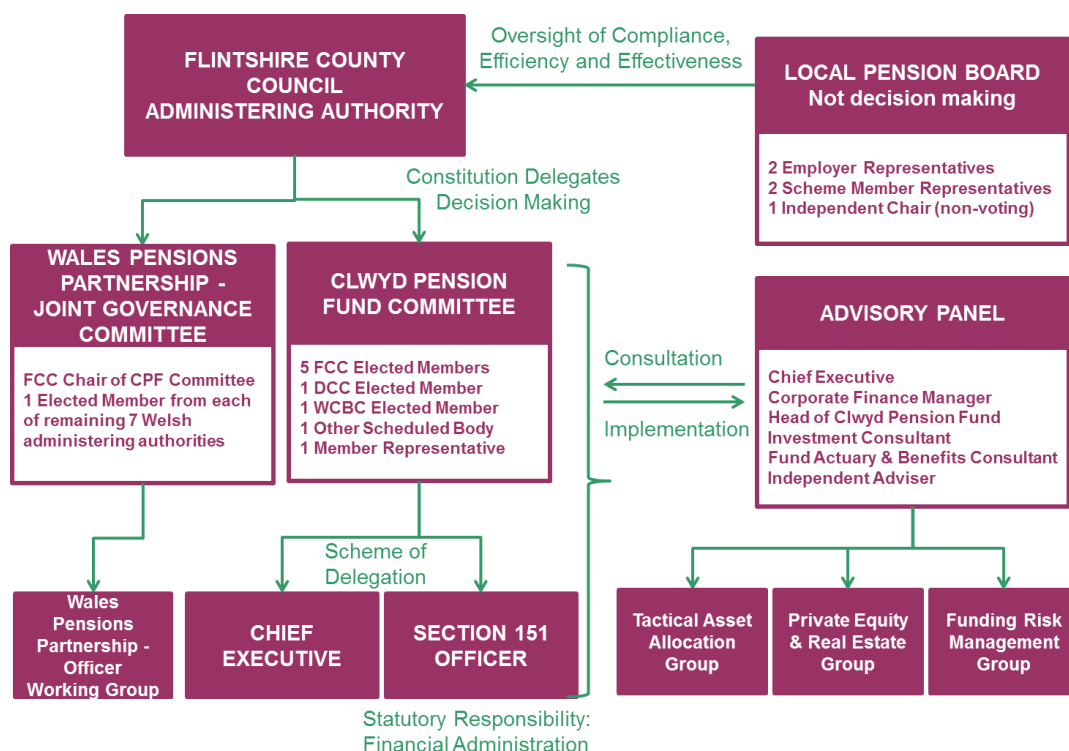 FLINTSHIRE COUNTY
COUNCIL
ADMINISTERING AUTHORITY
Oversight of Compliance,
Efficiency and Effectiveness
LOCAL PENSION BOARD
Not decision making
2 Employer Representatives
2 Scheme Member Representatives
1 Independent Chair (non-voting)
Constitution Delegates
Decision Making
WALES PENSIONS
PARTNERSHIP -
JOINT GOVERNANCE
COMMITTEE
FCC Chair of CPF Committee
1 Elected Member from each
of remaining 7 Welsh
administering authorities
CLWYD PENSION
FUND COMMITTEE
5 FCC Elected Members
1 DCC Elected Member
1 WCBC Elected Member
1 Other Scheduled Body
1 Member Representative
Consultation
Implementation
ADVISORY PANEL
Chief Executive
Corporate Finance Manager
Head of Clwyd Pension Fund
Investment Consultant
Fund Actuary & Benefits Consultant
Independent Adviser
Scheme of
Delegation
Wales
Pensions
Partnership -
Officer
Working Group
CHIEF
EXECUTIVE
SECTION 151
OFFICER
Tactical Asset
Allocation
Group
Private Equity
& Real Estate
Group
Funding Risk
Management
Group
Statutory Responsibility:
Financial Administration